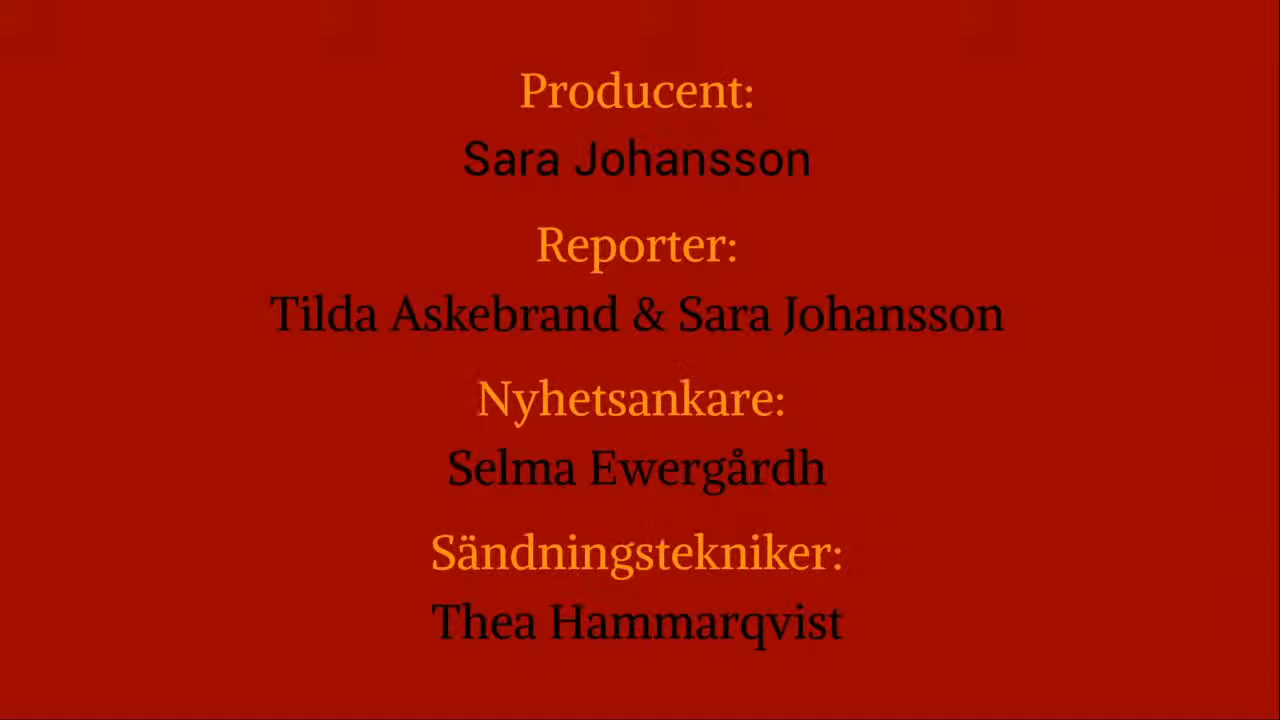 Producent:
Sara Johansson
Reporter:
Tilda Askebrand & Sara Johansson
Nyhetsankare:
Selma Ewergårdh
Sändningstekniker:
Thea Hammarqvist